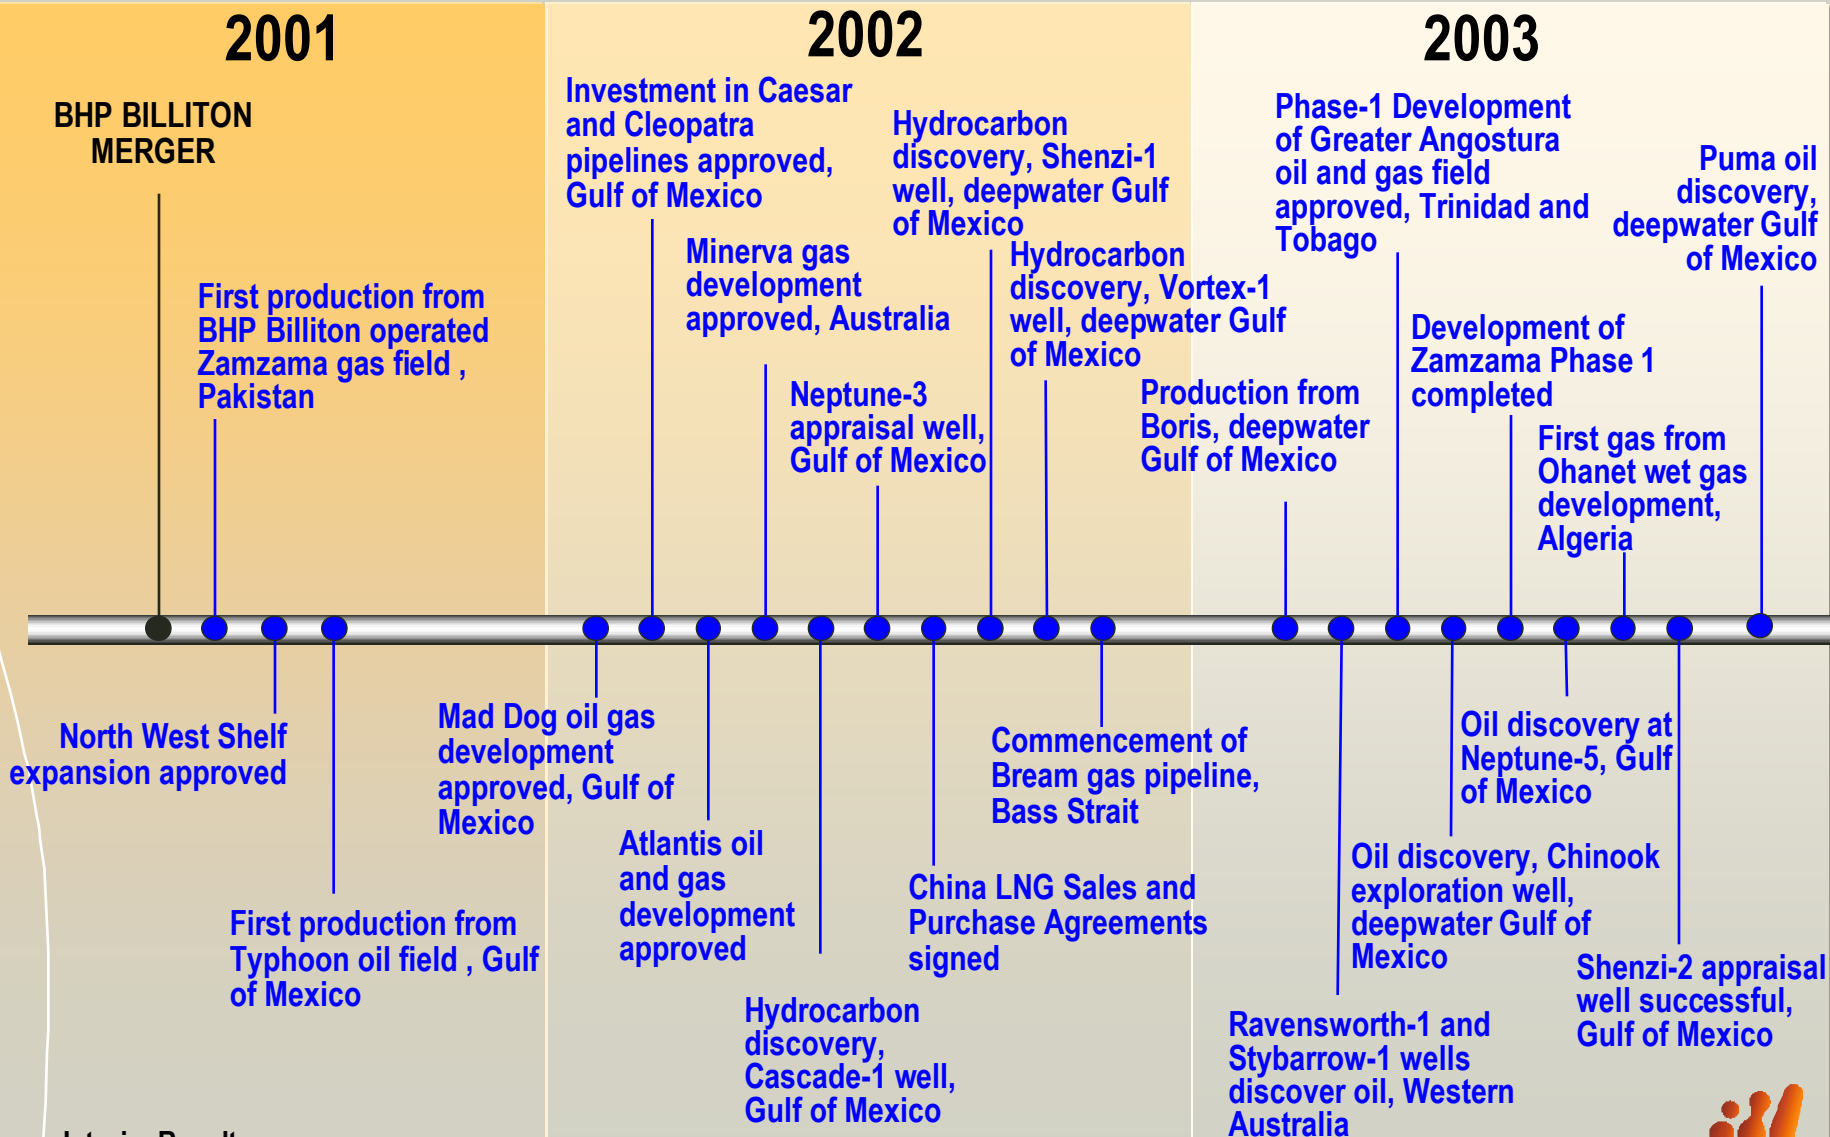 2001
2002
2003
BHP BILLITON
MERGER
First production from
BHP Billiton operated
Zamzama gas field ,
Pakistan
North West Shelf
expansion approved
First production from
Typhoon oil field , Gulf
of Mexico
Mad Dog oil gas
development
approved, Gulf of
Mexico
Investment in Caesar
and Cleopatra
pipelines approved,
Gulf of Mexico
Atlantis oil
and gas
development
approved
Minerva gas
development
approved, Australia
Hydrocarbon
discovery,
Cascade-1 well,
Gulf of Mexico
Neptune-3
appraisal well,
Gulf of Mexico
China LNG Sales and
Purchase Agreements
signed
Hydrocarbon
discovery, Shenzi-1
well, deepwater Gulf
of Mexico
Hydrocarbon
discovery, Vortex-1
well, deepwater Gulf
of Mexico
Commencement of
Bream gas pipeline,
Bass Strait
Production from
Boris, deepwater
Gulf of Mexico
Ravensworth-1 and
Stybarrow-1 wells
discover oil, Western
Australia
Phase-1 Development
of Greater Angostura
oil and gas field
approved, Trinidad and
Tobago
Oil discovery, Chinook
exploration well,
deepwater Gulf of
Mexico
Development of
Zamzama Phase 1
completed
Oil discovery at
Neptune-5, Gulf
of Mexico
First gas from
Ohanet wet gas
development,
Algeria
Shenzi-2 appraisal
well successful,
Gulf of Mexico
Puma oil
discovery,
deepwater Gulf
of Mexico